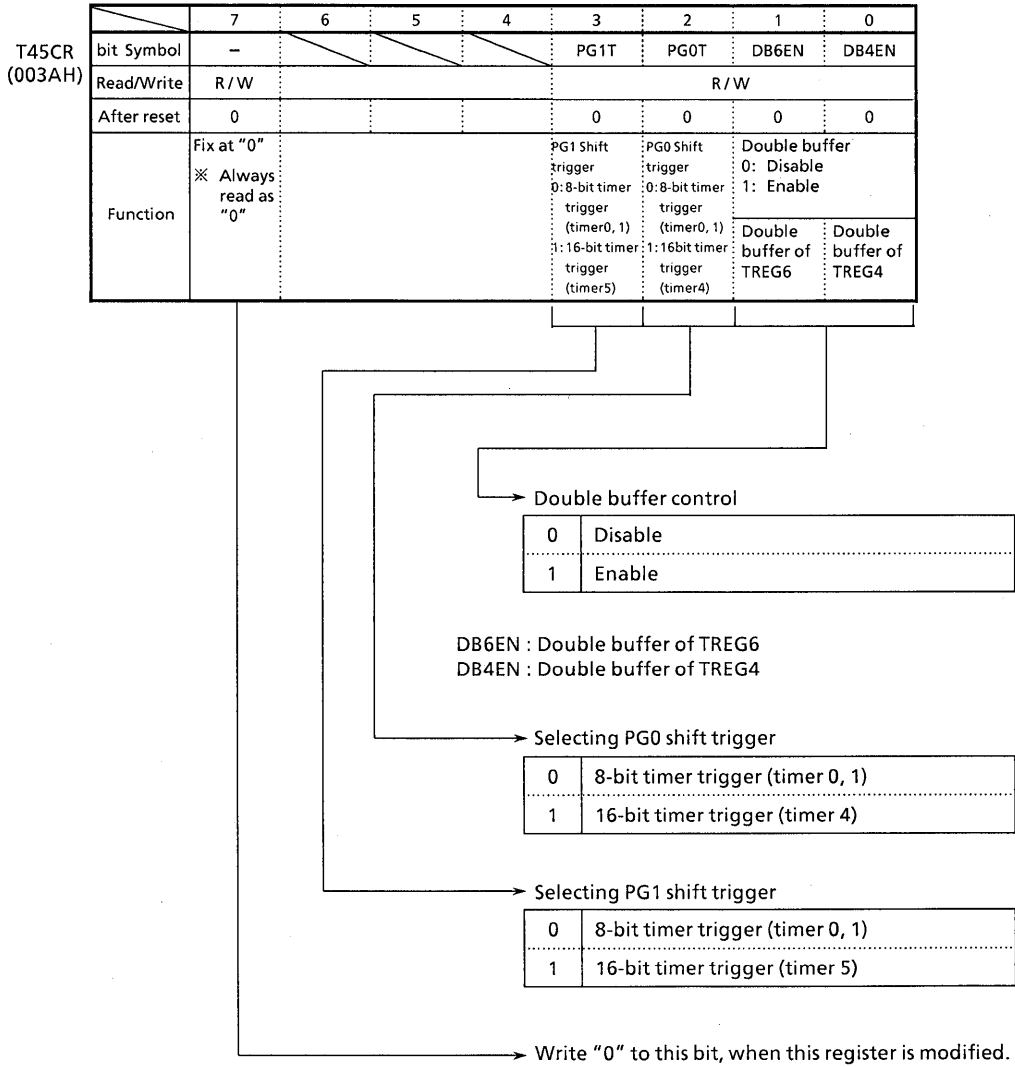 7 6 5 4 3 2 1 0
T45CR
(003AH)
bit Symbol – PG1T PG0T DB6EN DB4EN
Read/Write R/W R/W
After reset 0 0 0 0 0
Function
Fix at "0"
※ Always
read as
"0"
PG1 Shift
trigger
0:8-bit timer
trigger
(timer0, 1)
1:16-bit timer
trigger
(timer5)
PG0 Shift
trigger
0:8-bit timer
trigger
(timer0, 1)
1:16bit timer
trigger
(timer4)
Double buffer
0: Disable
1: Enable
Double
buffer of
TREG6
Double
buffer of
TREG4
Double buffer control
0 Disable
1 Enable
DB6EN : Double buffer of TREG6
DB4EN : Double buffer of TREG4
Selecting PG0 shift trigger
0 8-bit timer trigger (timer 0, 1)
1 16-bit timer trigger (timer 4)
Selecting PG1 shift trigger
0 8-bit timer trigger (timer 0, 1)
1 16-bit timer trigger (timer 5)
Write "0" to this bit, when this register is modified.